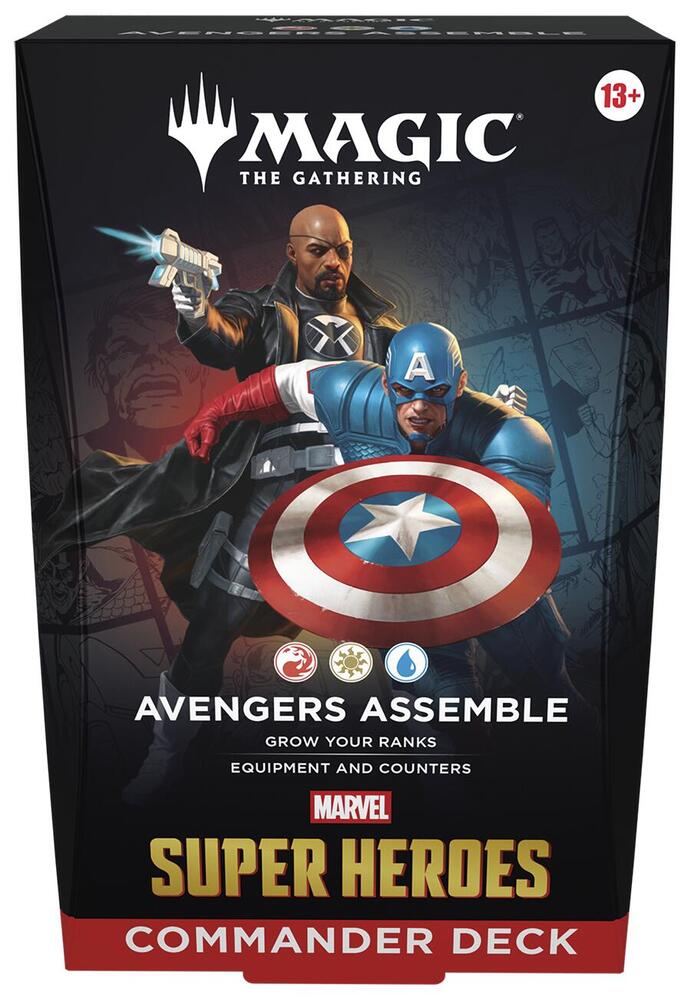 AVENGERS ASSEMBLE
13+
MAGIC
THE GATHERING
A
AVENGERS ASSEMBLE
GROW YOUR RANKS
EQUIPMENT AND COUNTERS
MARVEL
SUPER HEROES
COMMANDER DECK